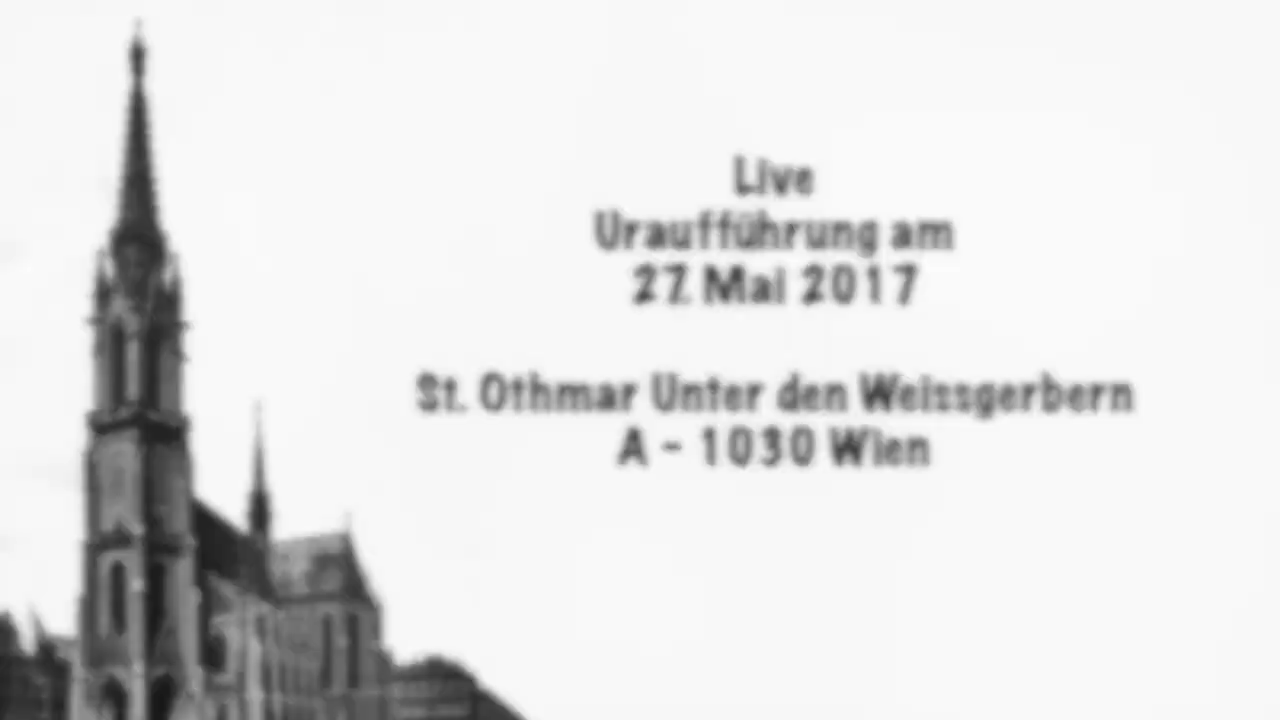 Live
Uraufführung am
27. Mai 2017
St. Othmar Unter den Weissgerbern
A - 1030 Wien